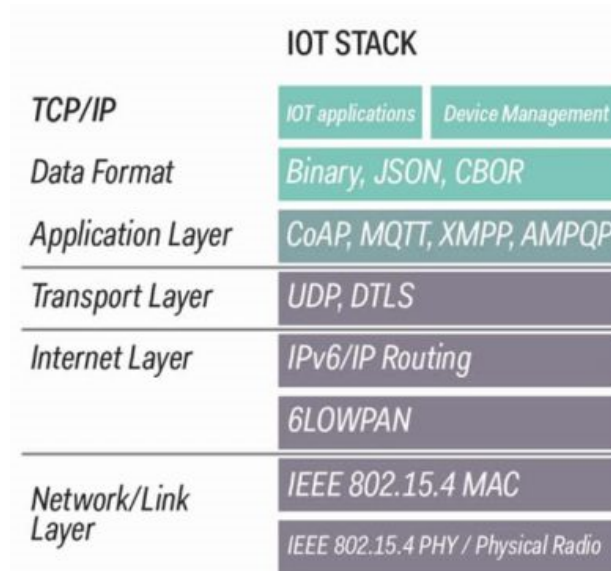 IOT STACK
TCP/IP
IOT applications
Device Management
Data Format
Binary, JSON, CBOR
Application Layer
CoAP, MQTT, XMPP, AMPQP
Transport Layer
UDP, DTLS
Internet Layer
IPv6/IP Routing
6LOWPAN
Network/Link
Layer
IEEE 802.15.4 MAC
IEEE 802.15.4 PHY / Physical Radio